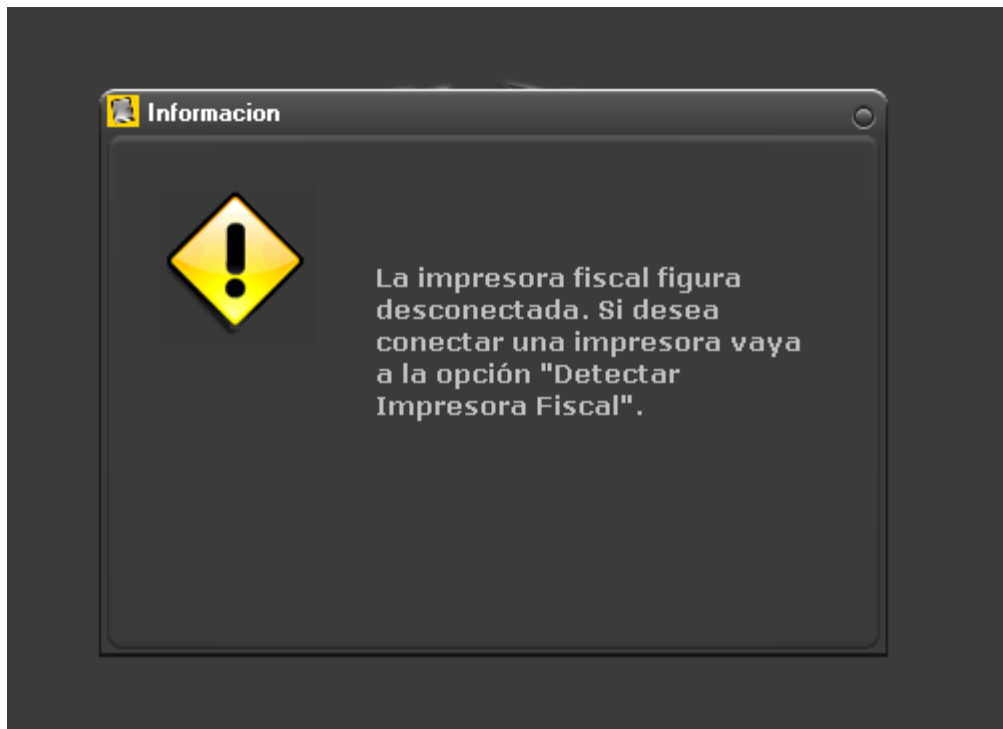 Informacion
La impresora fiscal figura
desconectada. Si desea
conectar una impresora vaya
a la opción "Detectar
Impresora Fiscal".